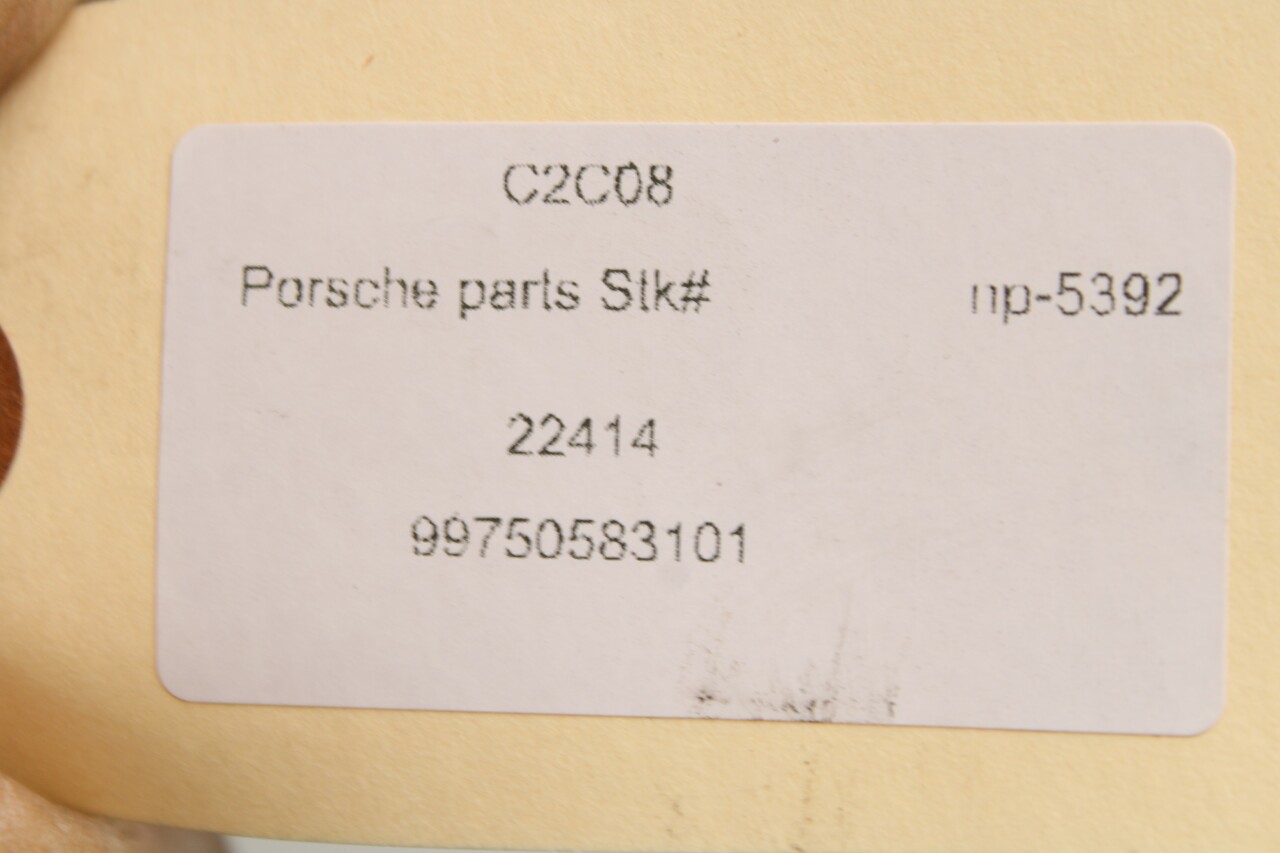 C2C08
Porsche parts Stk# np-5392
22414
99750583101